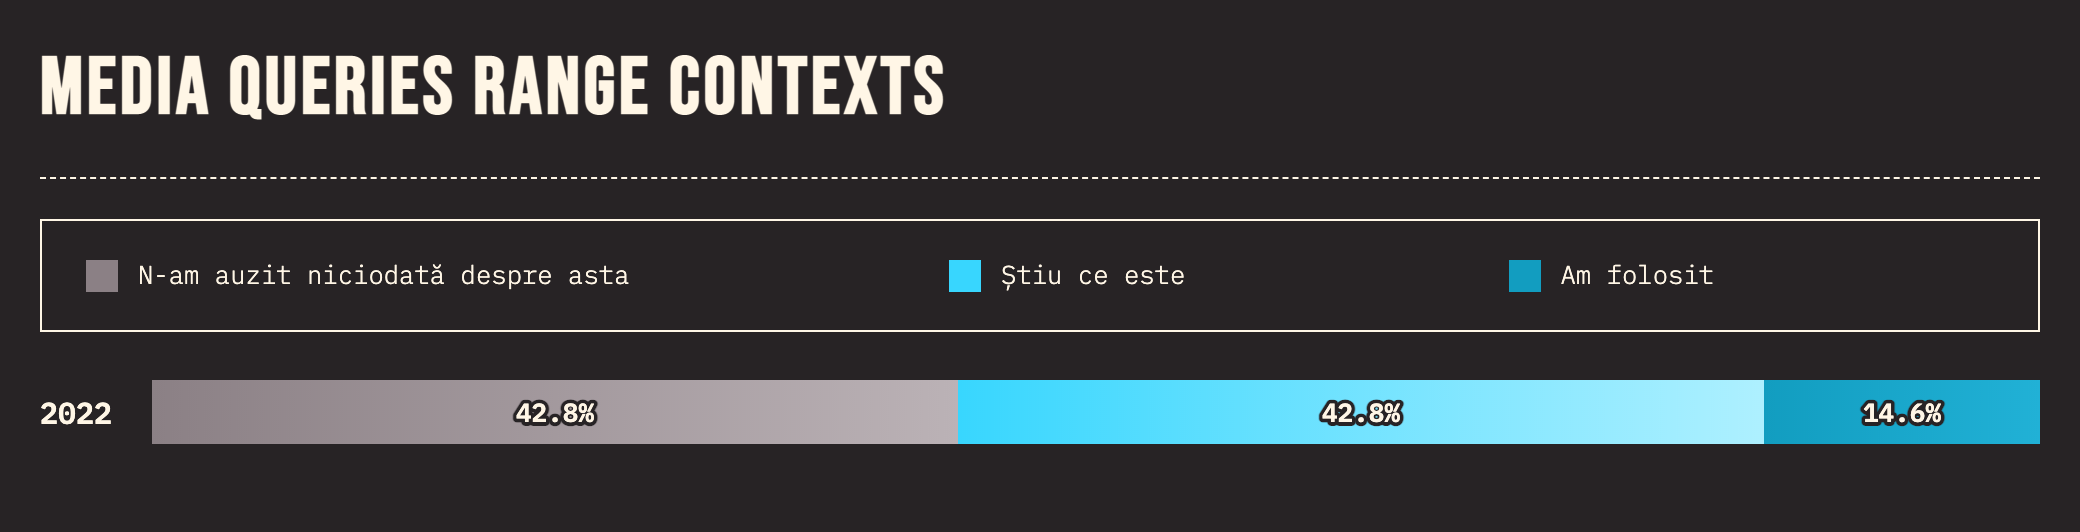 MEDIA QUERIES RANGE CONTEXTS
N-am auzit niciodată despre asta Știu ce este Am folosit
2022 42.8% 42.8% 14.6%